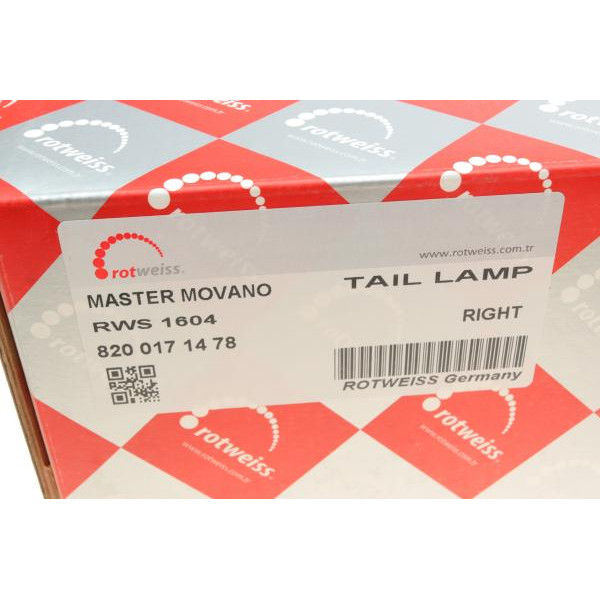 rotweiss
rotweiss
www.rotweiss.com.tr
rotweiss
MASTER MOVANO
TAIL LAMP
RWS 1604
RIGHT
820 017 14 78
ROTWEISS Germany
rotweiss
rotweiss